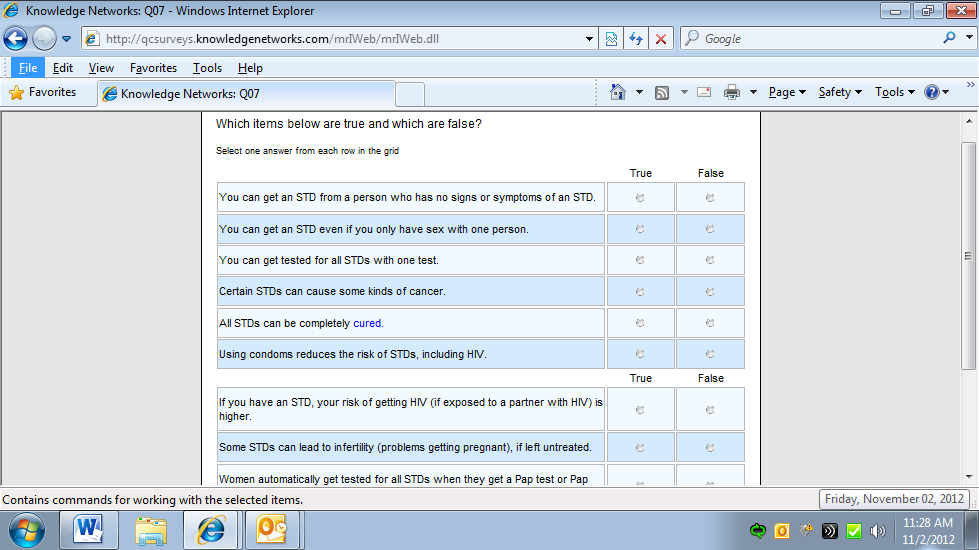 Knowledge Networks: Q07 - Windows Internet Explorer
http://qcsurveys.knowledgenetworks.com/mrIWeb/mrIWeb.dll
Google
File Edit View Favorites Tools Help
Favorites Knowledge Networks: Q07 Page Safety Tools
Which items below are true and which are false?
Select one answer from each row in the grid
True False
You can get an STD from a person who has no signs or symptoms of an STD.
You can get an STD even if you only have sex with one person.
You can get tested for all STDs with one test.
Certain STDs can cause some kinds of cancer.
All STDs can be completely cured.
Using condoms reduces the risk of STDs, including HIV.
True False
If you have an STD, your risk of getting HIV (if exposed to a partner with HIV) is
higher.
Some STDs can lead to infertility (problems getting pregnant), if left untreated.
Women automatically get tested for all STDs when they get a Pap test or Pap
Contains commands for working with the selected items.
Friday, November 02, 2012
11:28 AM
11/2/2012